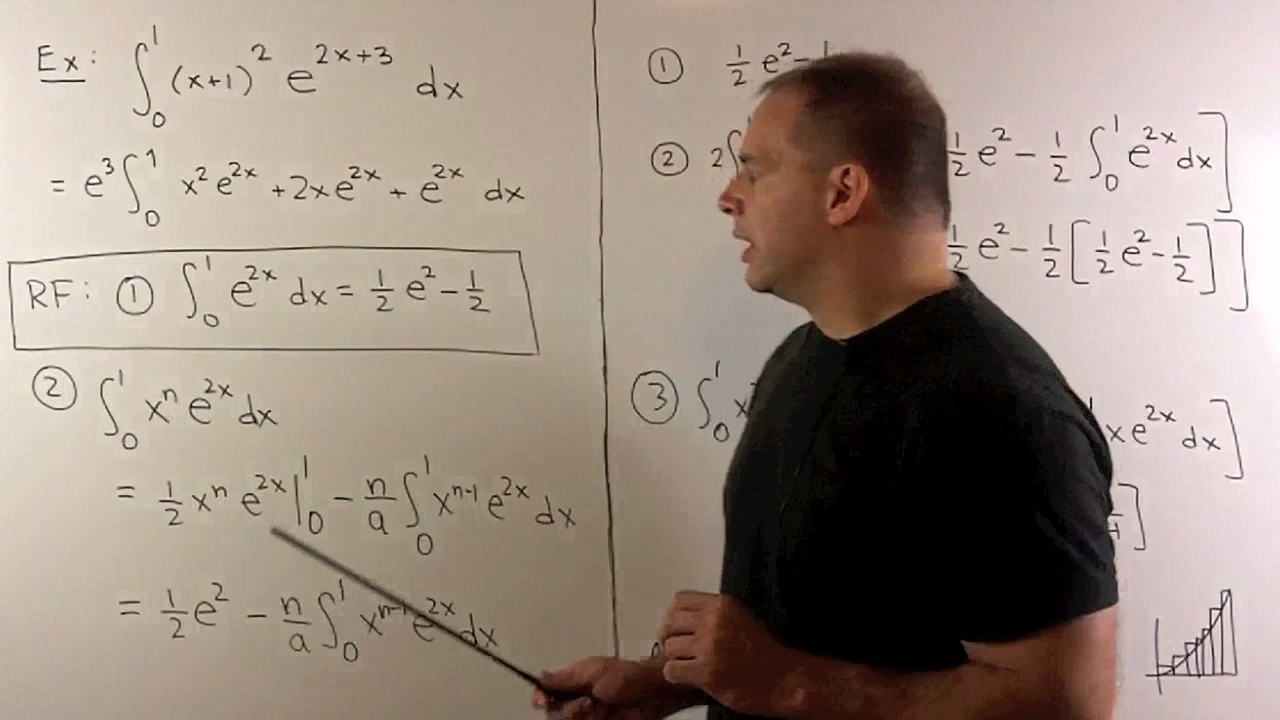 Ex: ∫₀¹ (x+1)² e^(2x+3) dx
= e³ ∫₀¹ x² e^(2x) + 2x e^(2x) + e^(2x) dx
RF: ① ∫₀¹ e^(2x) dx = 1/2 e² - 1/2
② ∫₀¹ xⁿ e^(2x) dx
= 1/2 xⁿ e^(2x) |₀¹ - n/a ∫₀¹ x^(n-1) e^(2x) dx
= 1/2 e² - n/a ∫₀¹ x^(n-1) e^(2x) dx
① 1/2 e² -
② 2∫ 1/2 e² - 1/2 ∫₀¹ e^(2x) dx]
1/2 e² - 1/2 [1/2 e² - 1/2]]
③ ∫₀¹ x x e^(2x) dx]
]